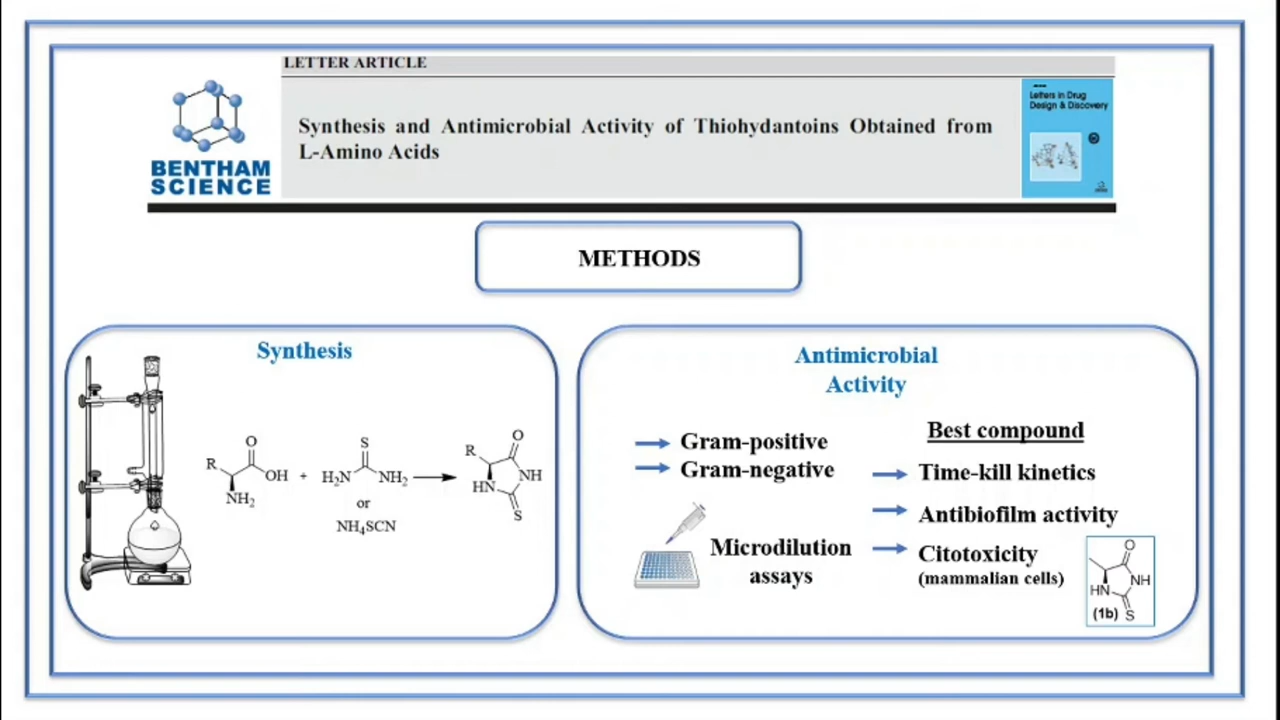 LETTER ARTICLE
BENTHAM
SCIENCE
Synthesis and Antimicrobial Activity of Thiohydantoins Obtained from
L-Amino Acids
Letters in Drug
Design & Discovery
METHODS
Synthesis
R
O
OH
NH₂
+
S
H₂N
NH₂
or
NH₄SCN
R
O
NH
HN
S
Antimicrobial
Activity
Gram-positive
Gram-negative
Microdilution
assays
Best compound
Time-kill kinetics
Antibiofilm activity
Citotoxicity
(mammalian cells)
O
NH
HN
(1b) S